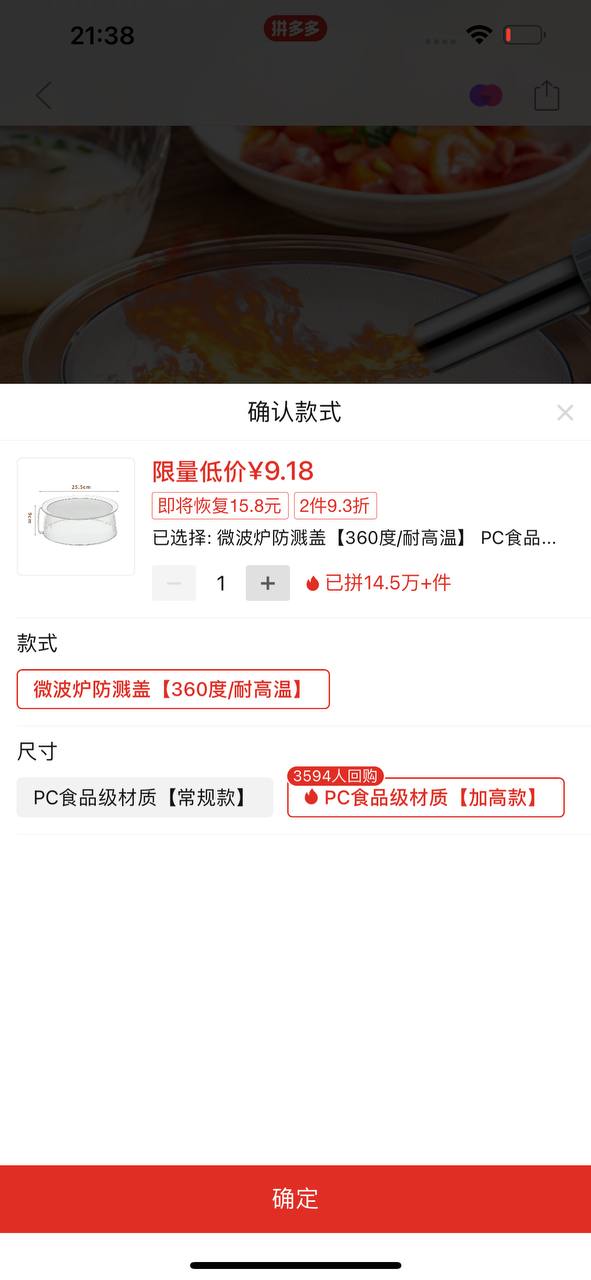 21:38
拼多多
确认款式
25.5cm
9cm
限量低价¥9.18
即将恢复15.8元 2件9.3折
已选择: 微波炉防溅盖【360度/耐高温】 PC食品...
1
已拼14.5万+件
款式
微波炉防溅盖【360度/耐高温】
尺寸
3594人回购
PC食品级材质【常规款】 PC食品级材质【加高款】
确定